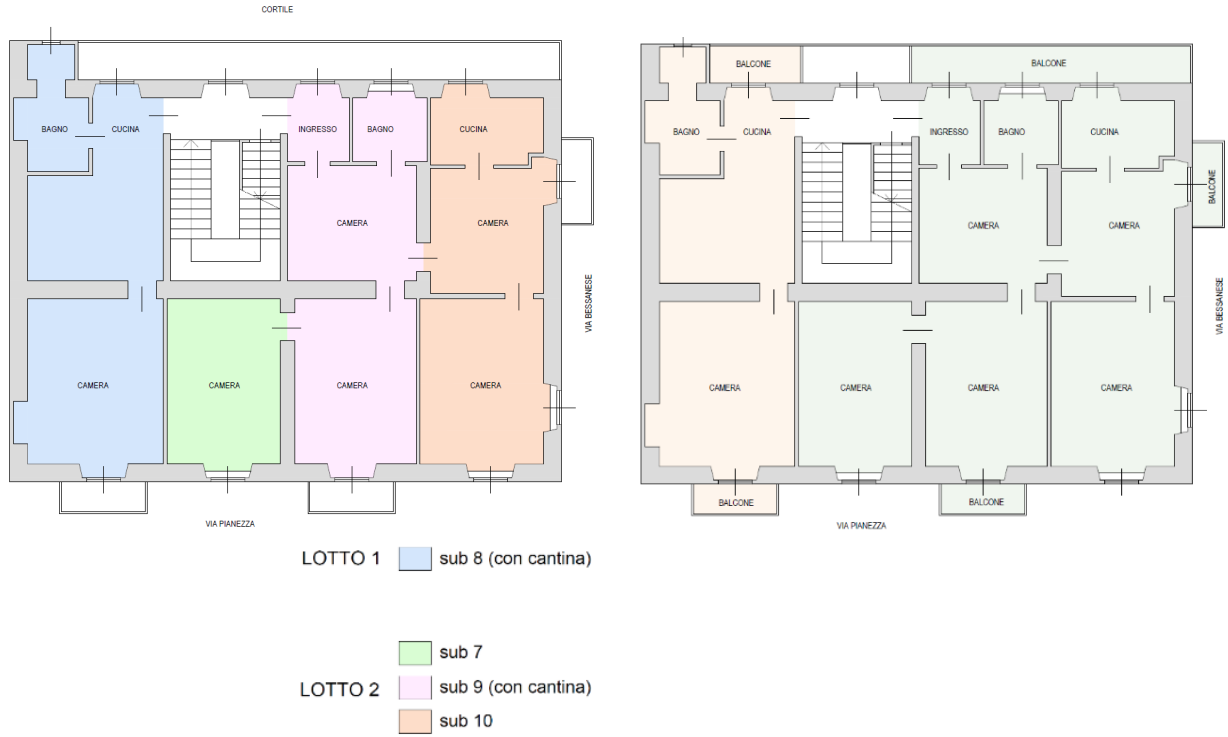 CORTILE
BAGNO
CUCINA
INGRESSO
BAGNO
CUCINA
CAMERA
CAMERA
CAMERA
CAMERA
CAMERA
CAMERA
VIA BESSANESE
VIA PIANEZZA
BALCONE
BALCONE
BAGNO
CUCINA
INGRESSO
BAGNO
CUCINA
BALCONE
CAMERA
CAMERA
CAMERA
CAMERA
CAMERA
CAMERA
VIA BESSANESE
BALCONE
BALCONE
VIA PIANEZZA
LOTTO 1
sub 8 (con cantina)
sub 7
LOTTO 2
sub 9 (con cantina)
sub 10